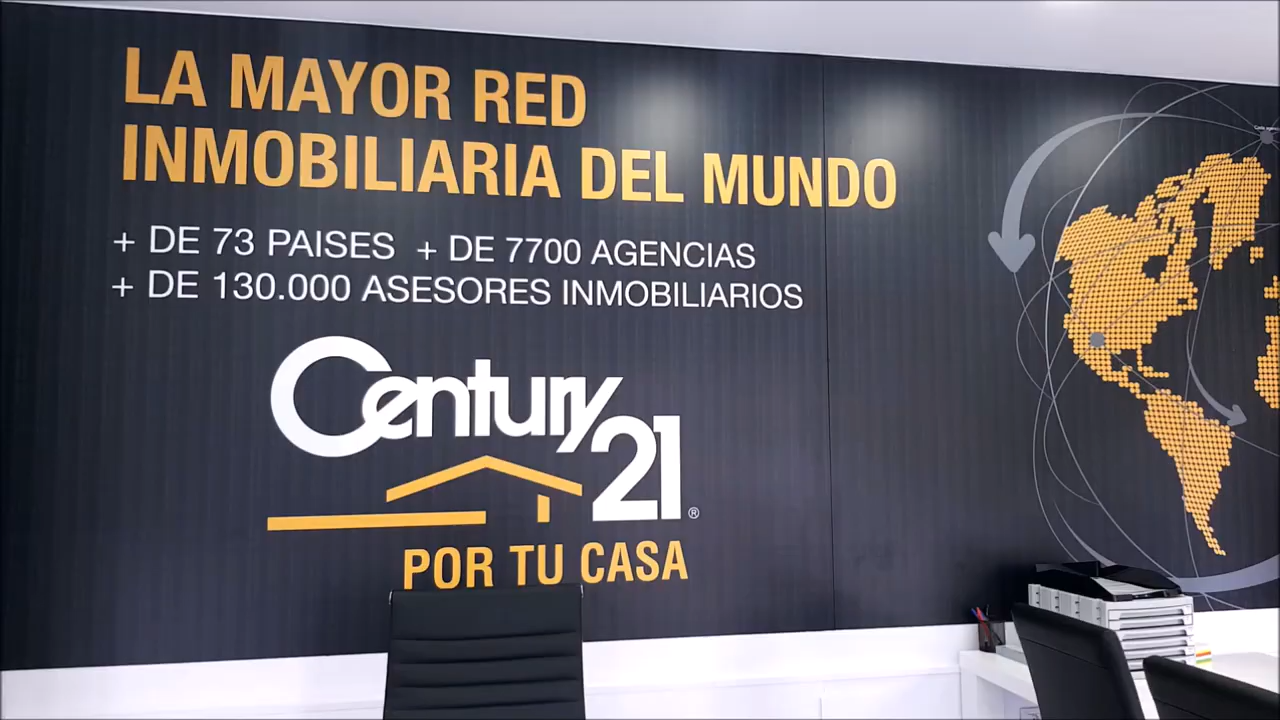 LA MAYOR RED
INMOBILIARIA DEL MUNDO
+ DE 73 PAISES + DE 7700 AGENCIAS
+ DE 130.000 ASESORES INMOBILIARIOS
Century
21®
POR TU CASA